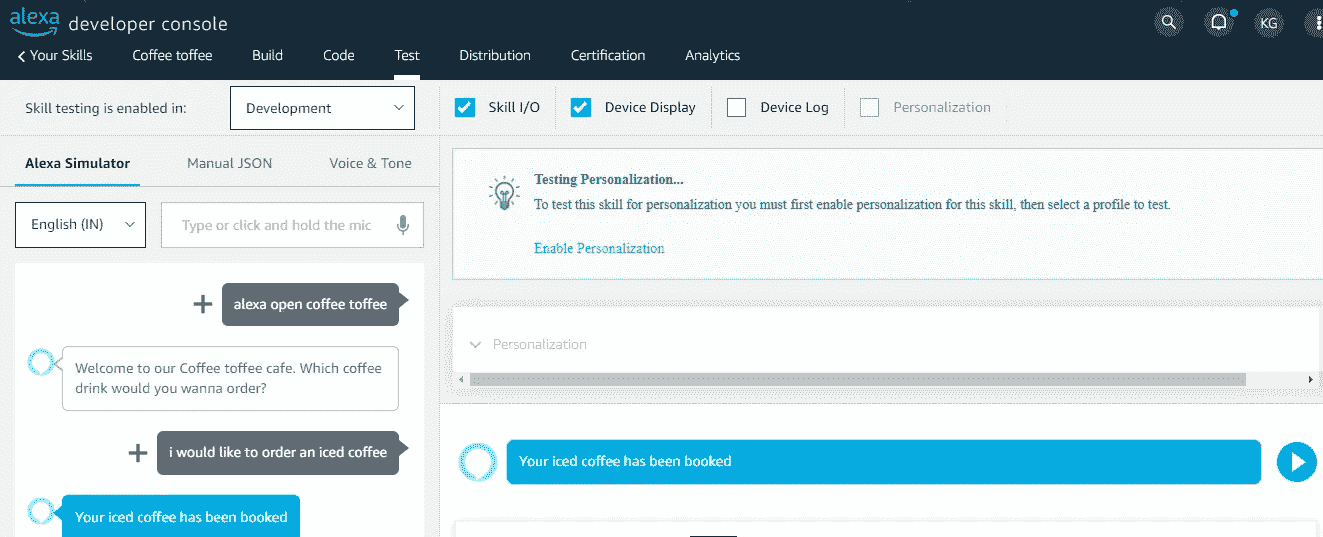 alexa developer console
KG
Your Skills Coffee toffee Build Code Test Distribution Certification Analytics
Skill testing is enabled in: Development
Skill I/O Device Display Device Log Personalization
Alexa Simulator Manual JSON Voice & Tone
English (IN) Type or click and hold the mic
alexa open coffee toffee
Welcome to our Coffee toffee cafe. Which coffee
drink would you wanna order?
i would like to order an iced coffee
Your iced coffee has been booked
Testing Personalization...
To test this skill for personalization you must first enable personalization for this skill, then select a profile to test.
Enable Personalization
Personalization
Your iced coffee has been booked